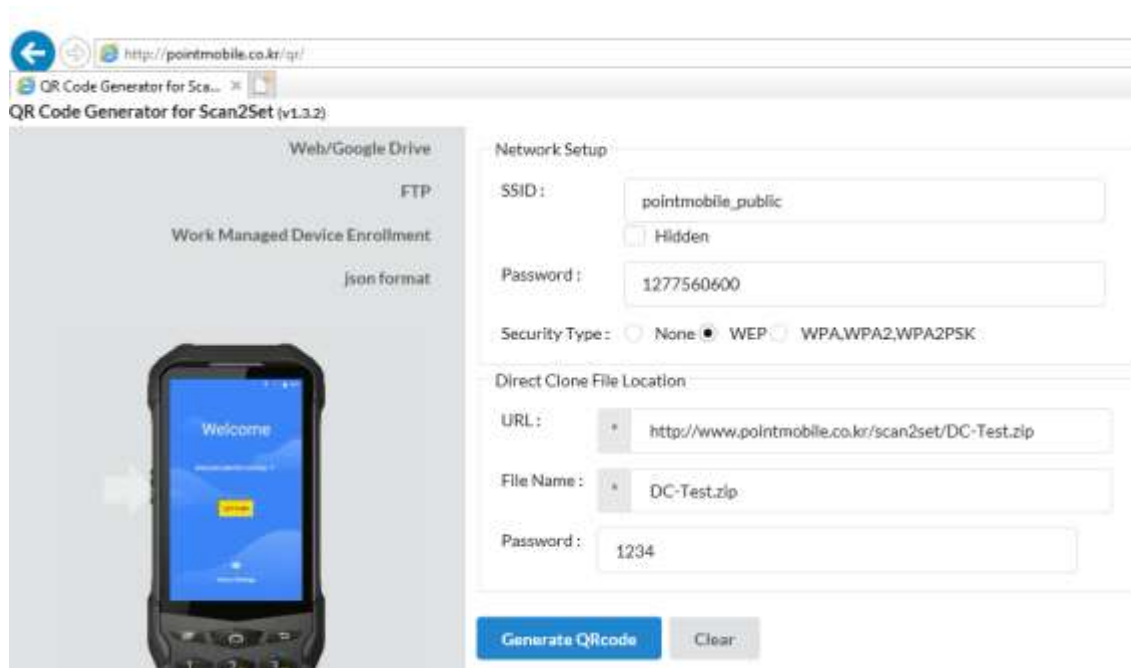 http://pointmobile.co.kr/qr/
QR Code Generator for Sca...
QR Code Generator for Scan2Set (v1.3.2)
Web/Google Drive
FTP
Work Managed Device Enrollment
json format
Welcome
Network Setup
SSID :
pointmobile_public
Hidden
Password :
1277560600
Security Type : None WEP WPA,WPA2,WPA2PSK
Direct Clone File Location
URL : * http://www.pointmobile.co.kr/scan2set/DC-Test.zip
File Name : * DC-Test.zip
Password : 1234
Generate QRcode Clear